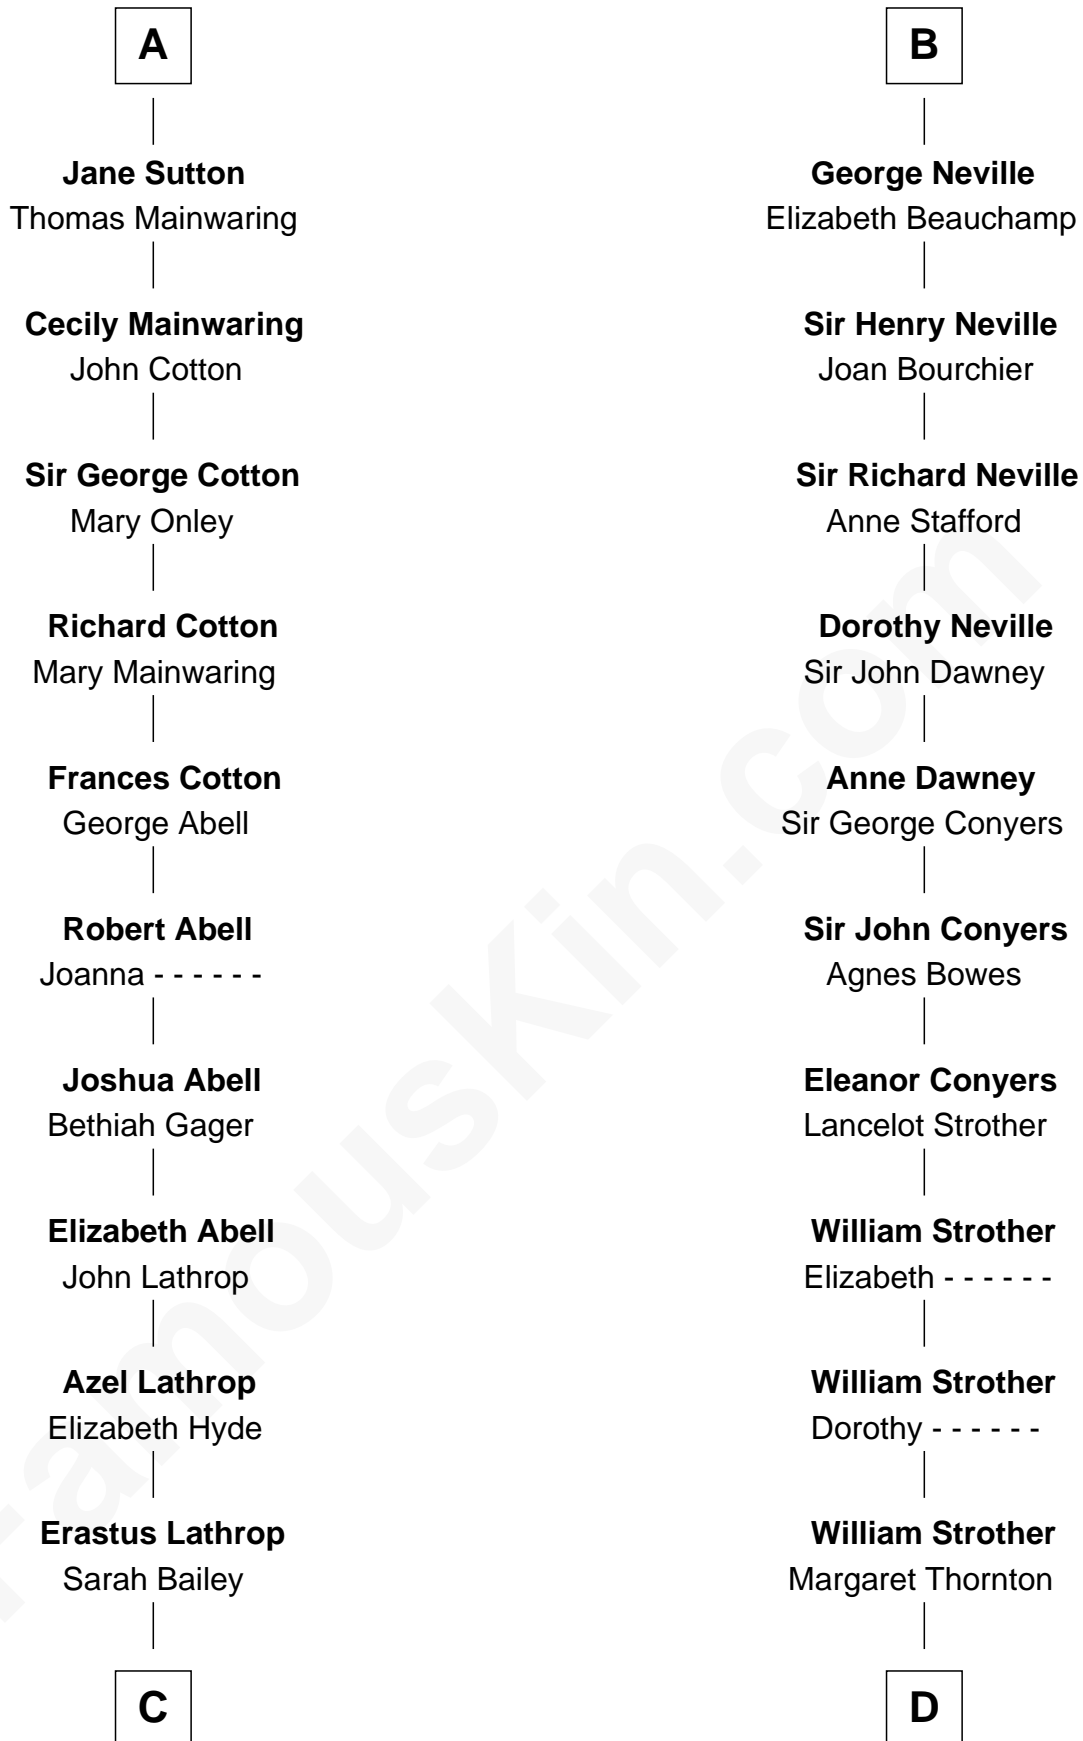 A
Jane Sutton
Thomas Mainwaring
Cecily Mainwaring
John Cotton
Sir George Cotton
Mary Onley
Richard Cotton
Mary Mainwaring
Frances Cotton
George Abell
Robert Abell
Joanna - - - - - -
Joshua Abell
Bethiah Gager
Elizabeth Abell
John Lathrop
Azel Lathrop
Elizabeth Hyde
Erastus Lathrop
Sarah Bailey
C
B
George Neville
Elizabeth Beauchamp
Sir Henry Neville
Joan Bourchier
Sir Richard Neville
Anne Stafford
Dorothy Neville
Sir John Dawney
Anne Dawney
Sir George Conyers
Sir John Conyers
Agnes Bowes
Eleanor Conyers
Lancelot Strother
William Strother
Elizabeth - - - - - -
William Strother
Dorothy - - - - - -
William Strother
Margaret Thornton
D
FamousKin.com